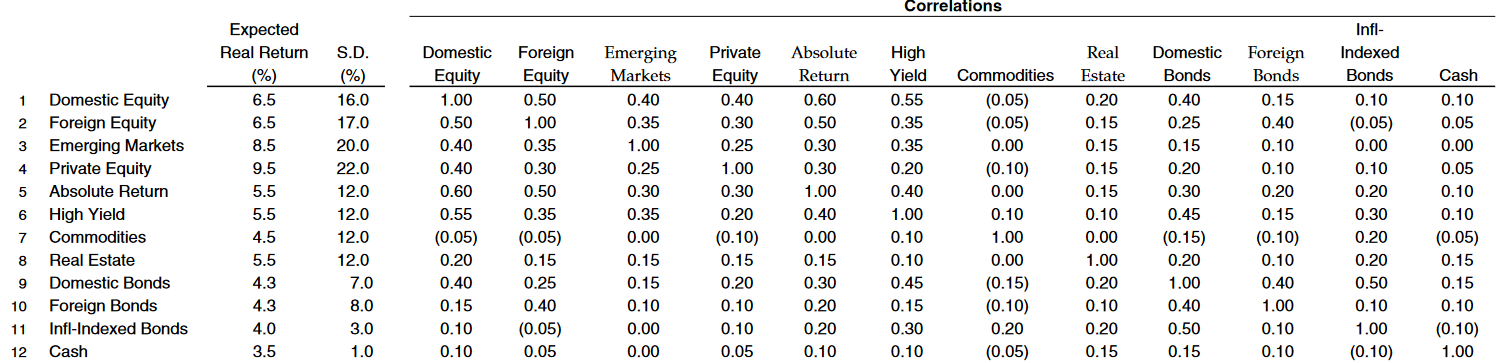 Correlations
Expected Infl-
Real Return S.D. Domestic Foreign Emerging Private Absolute High Real Domestic Foreign Indexed
(%) (%) Equity Equity Markets Equity Return Yield Commodities Estate Bonds Bonds Bonds Cash
1 Domestic Equity 6.5 16.0 1.00 0.50 0.40 0.40 0.60 0.55 (0.05) 0.20 0.40 0.15 0.10 0.10
2 Foreign Equity 6.5 17.0 0.50 1.00 0.35 0.30 0.50 0.35 (0.05) 0.15 0.25 0.40 (0.05) 0.05
3 Emerging Markets 8.5 20.0 0.40 0.35 1.00 0.25 0.30 0.35 0.00 0.15 0.15 0.10 0.00 0.00
4 Private Equity 9.5 22.0 0.40 0.30 0.25 1.00 0.30 0.20 (0.10) 0.15 0.20 0.10 0.10 0.05
5 Absolute Return 5.5 12.0 0.60 0.50 0.30 0.30 1.00 0.40 0.00 0.15 0.30 0.20 0.20 0.10
6 High Yield 5.5 12.0 0.55 0.35 0.35 0.20 0.40 1.00 0.10 0.10 0.45 0.15 0.30 0.10
7 Commodities 4.5 12.0 (0.05) (0.05) 0.00 (0.10) 0.00 0.10 1.00 0.00 (0.15) (0.10) 0.20 (0.05)
8 Real Estate 5.5 12.0 0.20 0.15 0.15 0.15 0.15 0.10 0.00 1.00 0.20 0.10 0.20 0.15
9 Domestic Bonds 4.3 7.0 0.40 0.25 0.15 0.20 0.30 0.45 (0.15) 0.20 1.00 0.40 0.50 0.15
10 Foreign Bonds 4.3 8.0 0.15 0.40 0.10 0.10 0.20 0.15 (0.10) 0.10 0.40 1.00 0.10 0.10
11 Infl-Indexed Bonds 4.0 3.0 0.10 (0.05) 0.00 0.10 0.20 0.30 0.20 0.20 0.50 0.10 1.00 (0.10)
12 Cash 3.5 1.0 0.10 0.05 0.00 0.05 0.10 0.10 (0.05) 0.15 0.15 0.10 (0.10) 1.00